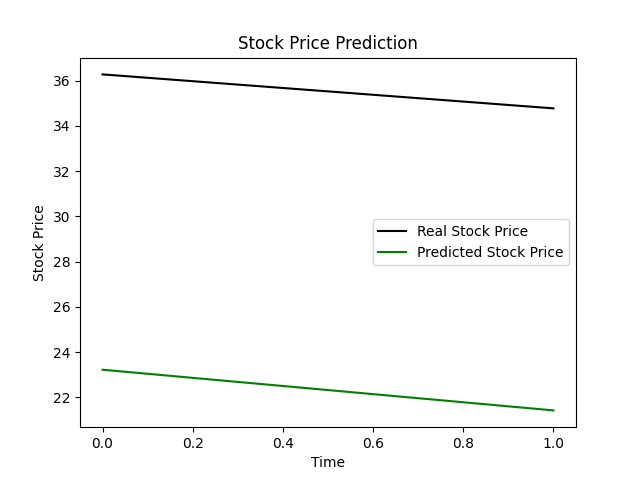 Stock Price Prediction
36
34
32
30
28
26
24
22
Stock Price
Real Stock Price
Predicted Stock Price
0.0 0.2 0.4 0.6 0.8 1.0
Time